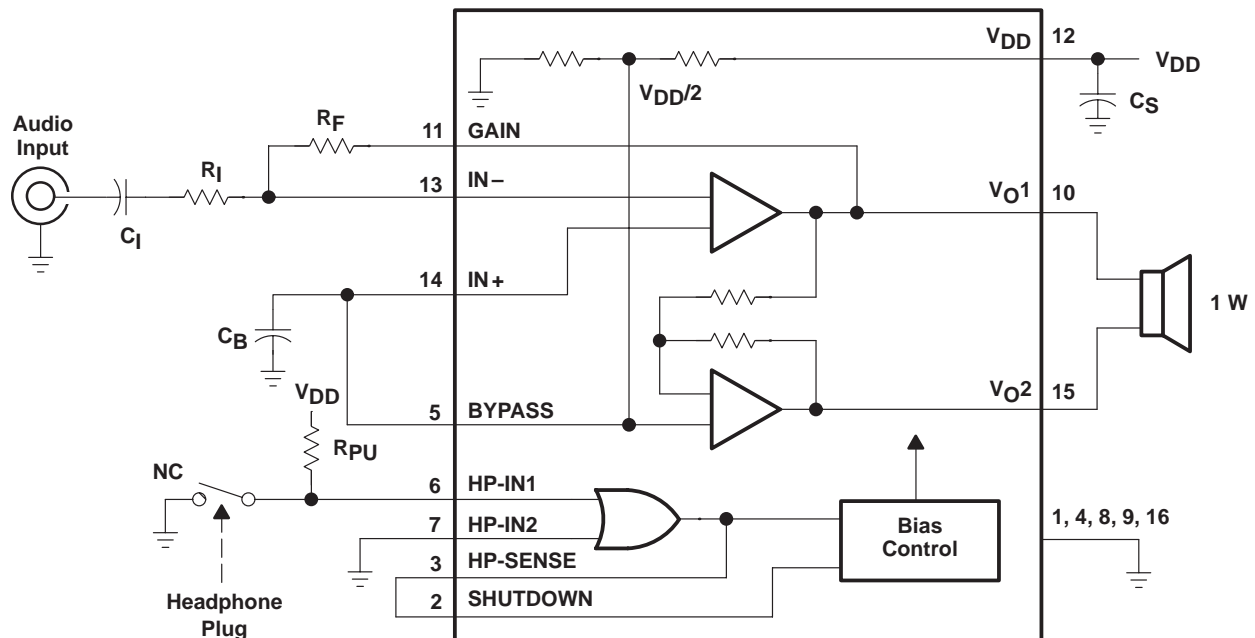 VDD 12
VDD
VDD/2
CS
Audio
Input
RF
11 GAIN
RI
13 IN–
CI
VO1 10
14 IN+
1 W
CB
VDD
VO2 15
5 BYPASS
RPU
NC
6 HP-IN1
7 HP-IN2
1, 4, 8, 9, 16
Bias
Control
3 HP-SENSE
2 SHUTDOWN
Headphone
Plug